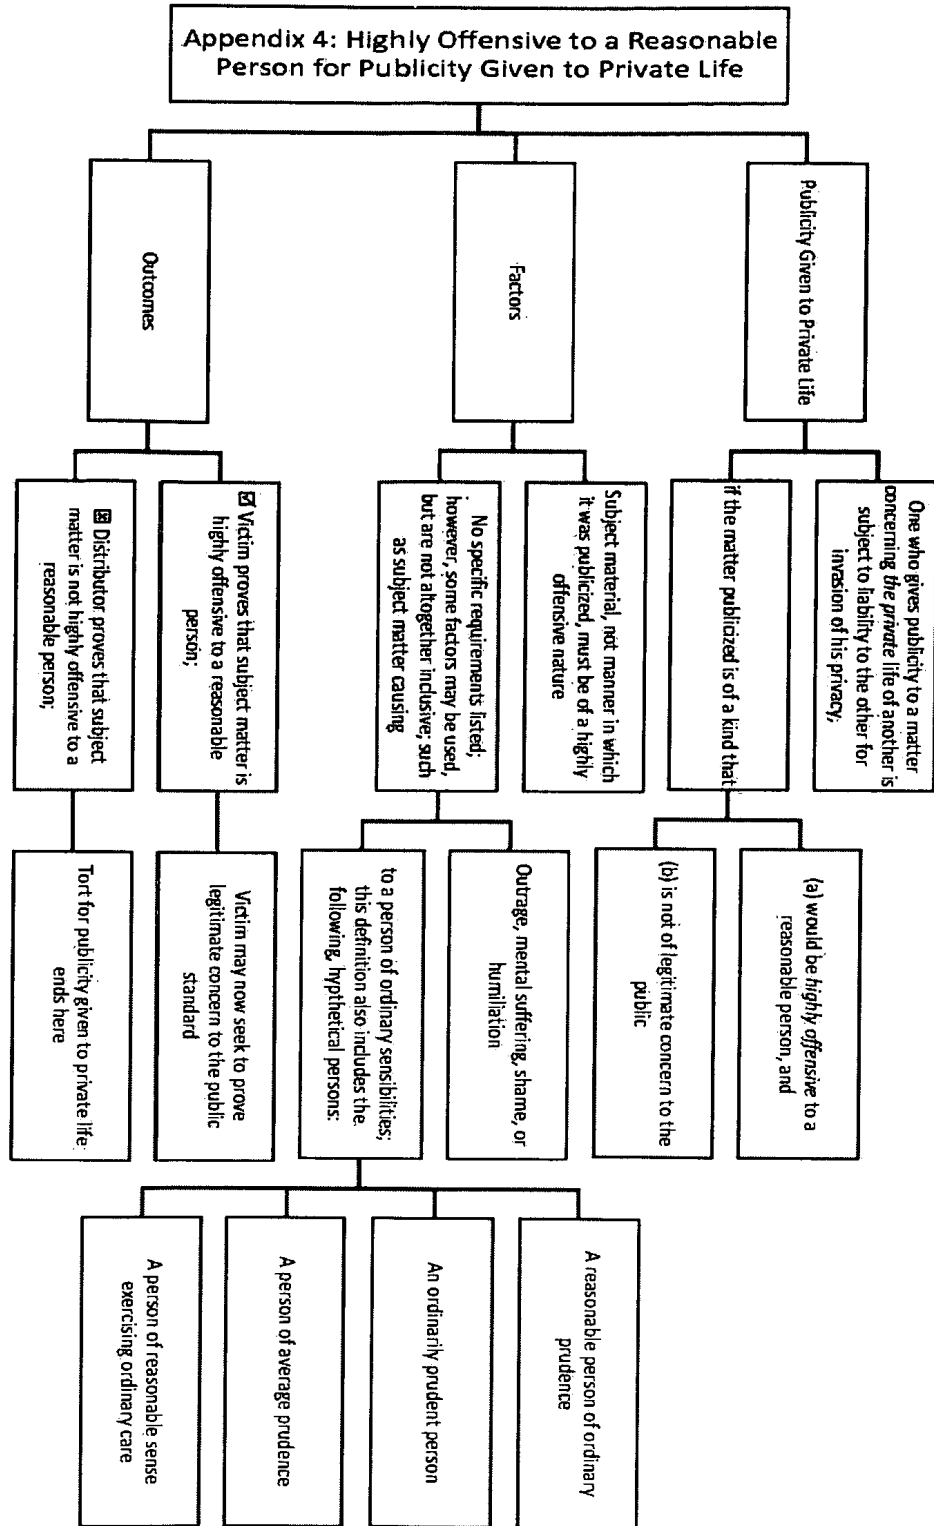 Appendix 4: Highly Offensive to a Reasonable
Person for Publicity Given to Private Life
Publicity Given to Private Life
One who gives publicity to a matter
concerning the private life of another is
subject to liability to the other for
invasion of his privacy,
if the matter publicized is of a kind that
(a) would be highly offensive to a
reasonable person, and
(b) is not of legitimate concern to the
public
Factors
Subject material, not manner in which
it was publicized, must be of a highly
offensive nature
No specific requirements listed;
however, some factors may be used,
but are not altogether inclusive; such
as subject matter causing
Outrage, mental suffering, shame, or
humiliation
to a person of ordinary sensibilities;
this definition also includes the
following, hypthetical persons:
A reasonable person of ordinary
prudence
An ordinarily prudent person
A person of average prudence
A person of reasonable sense
exercising ordinary care
Outcomes
☑ Victim proves that subject matter is
highly offensive to a reasonable
person;
Victim may now seek to prove
legitimate concern to the public
standard
☒ Distributor proves that subject
matter is not highly offensive to a
reasonable person;
Tort for publicity given to private life
ends here